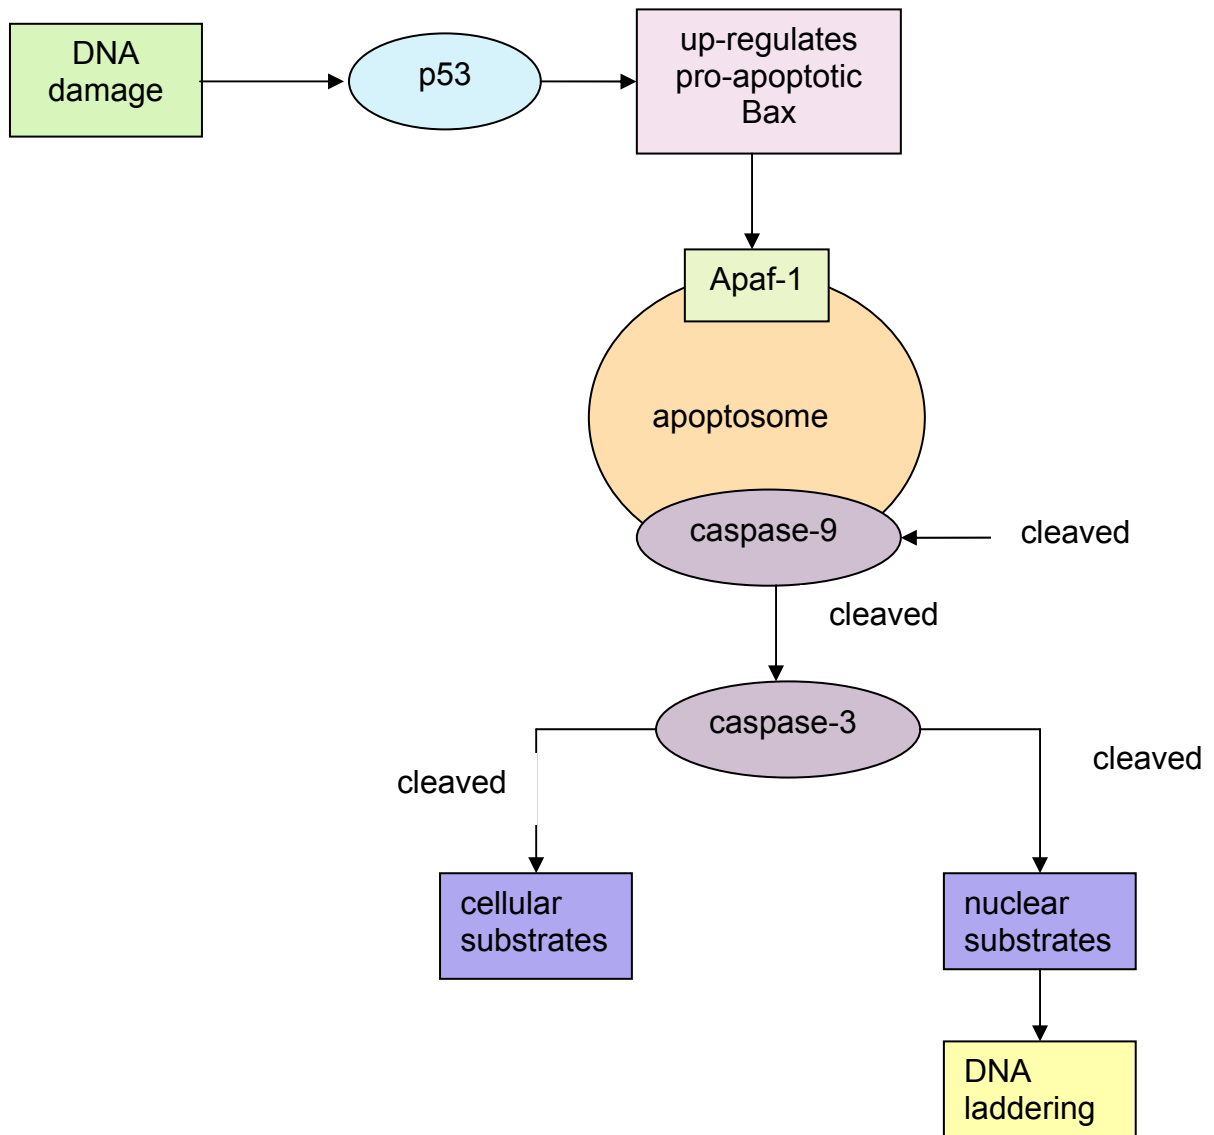 DNA
damage
p53
up-regulates
pro-apoptotic
Bax
Apaf-1
apoptosome
caspase-9
cleaved
cleaved
caspase-3
cleaved
cleaved
cellular
substrates
nuclear
substrates
DNA
laddering